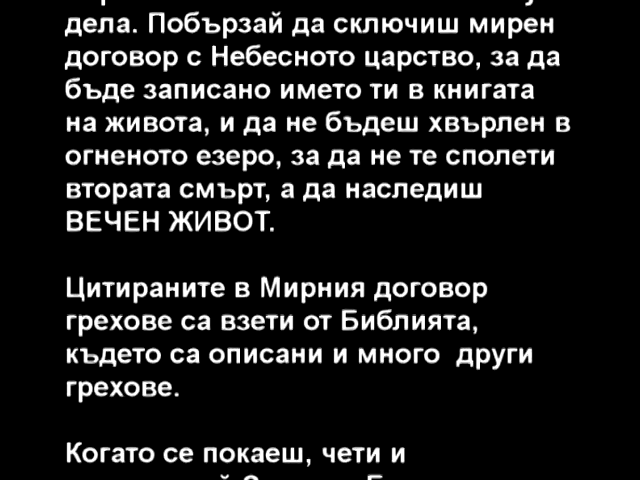 дела. Побързай да сключиш мирен
договор с Небесното царство, за да
бъде записано името ти в книгата
на живота, и да не бъдеш хвърлен в
огненото езеро, за да не те сполети
втората смърт, а да наследиш
ВЕЧЕН ЖИВОТ.
Цитираните в Мирния договор
грехове са взети от Библията,
където са описани и много  други
грехове.
Когато се покаеш, чети и